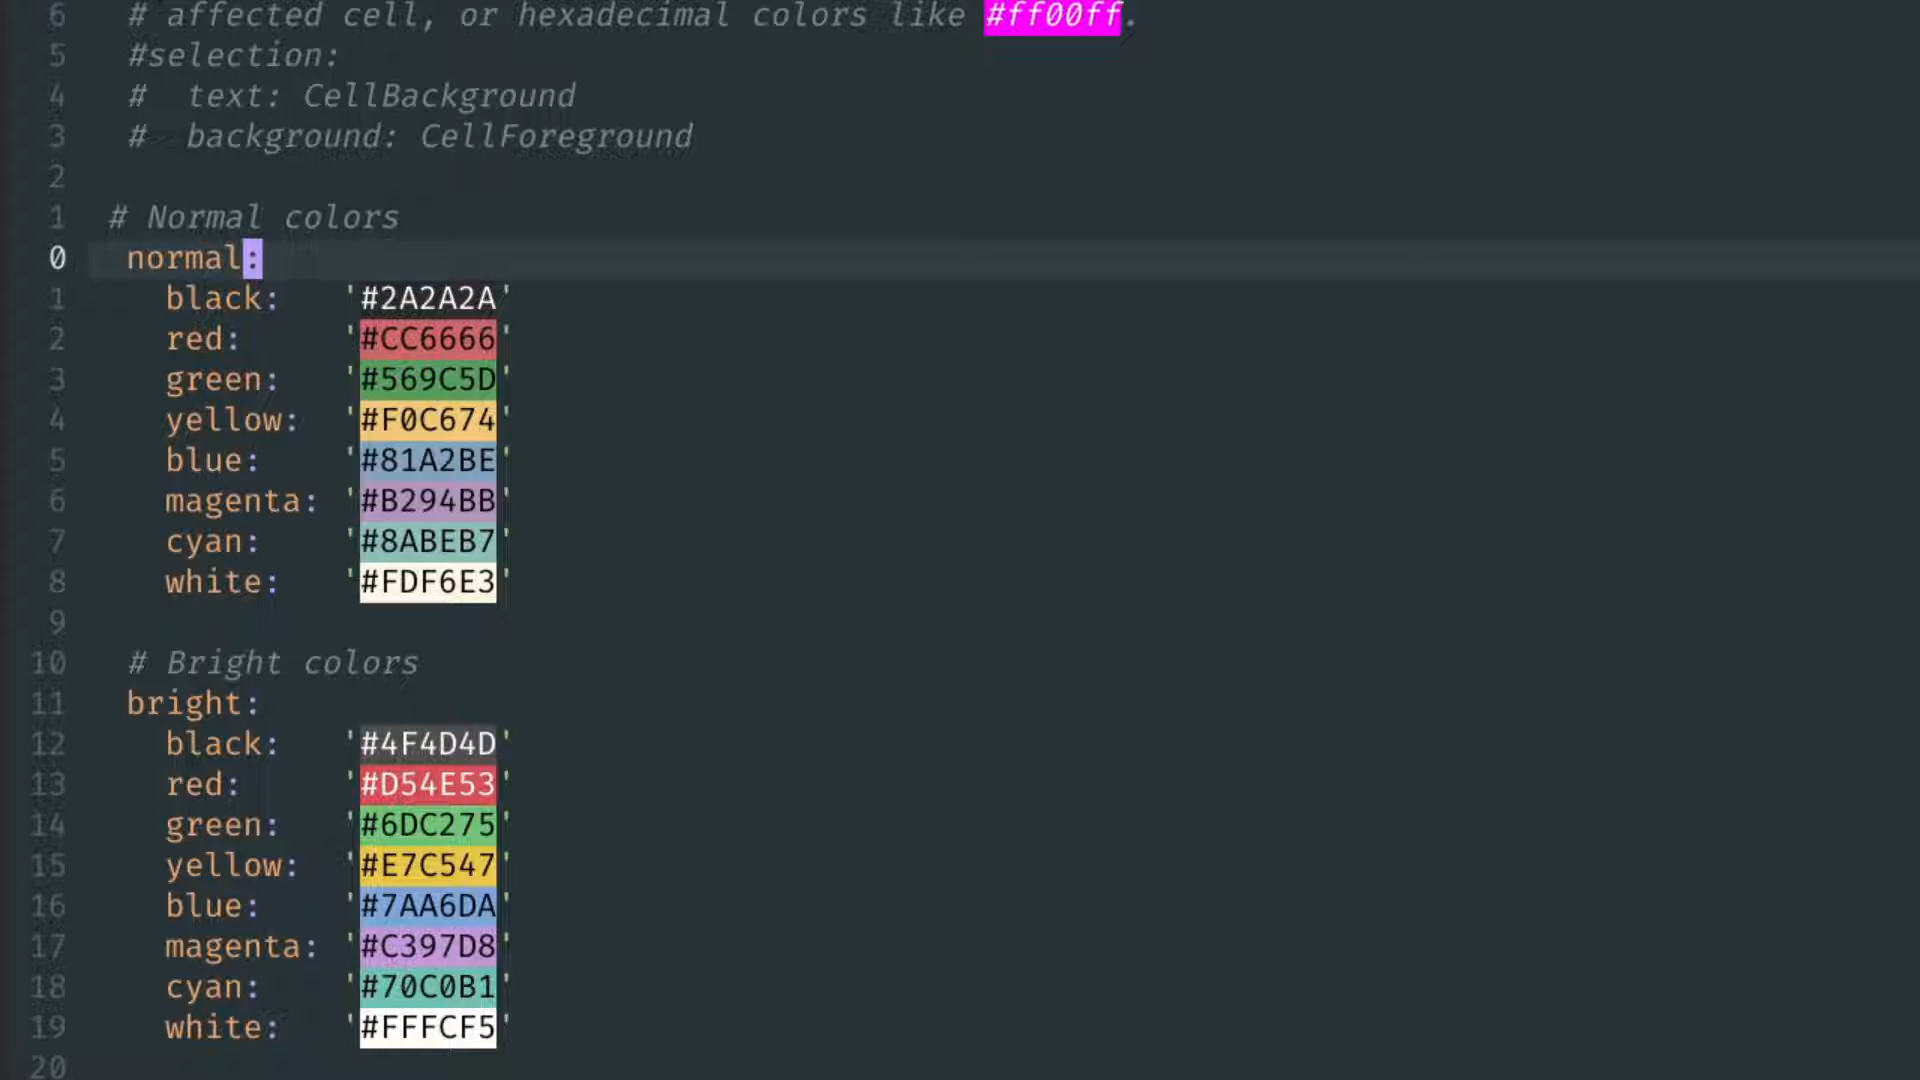 6 # affected cell, or hexadecimal colors like #ff00ff.
5 #selection:
4 #  text: CellBackground
3 #  background: CellForeground
2
1 # Normal colors
0 normal:
1 black: '#2A2A2A'
2 red: '#CC6666'
3 green: '#569C5D'
4 yellow: '#F0C674'
5 blue: '#81A2BE'
6 magenta: '#B294BB'
7 cyan: '#8ABEB7'
8 white: '#FDF6E3'
9
10 # Bright colors
11 bright:
12 black: '#4F4D4D'
13 red: '#D54E53'
14 green: '#6DC275'
15 yellow: '#E7C547'
16 blue: '#7AA6DA'
17 magenta: '#C397D8'
18 cyan: '#70C0B1'
19 white: '#FFFCF5'
20